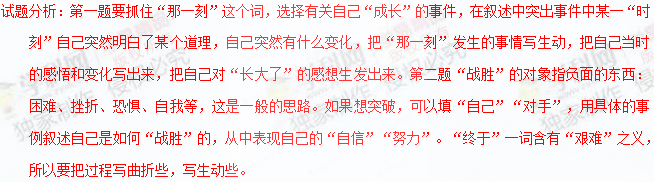 试题分析：第一题要抓住“那一刻”这个词，选择有关自己“成长”的事件，在叙述中突出事件中某一“时
刻”自己突然明白了某个道理，自己突然有什么变化，把“那一刻”发生的事情写生动，把自己当时
的感悟和变化写出来，把自己对“长大了”的感想生发出来。第二题“战胜”的对象指负面的东西：
困难、挫折、恐惧、自我等，这是一般的思路。如果想突破，可以填“自己”“对手”，用具体的事
例叙述自己是如何“战胜”的，从中表现自己的“自信”“努力”。“终于”一词含有“艰难”之义，
所以要把过程写曲折些，写生动些。